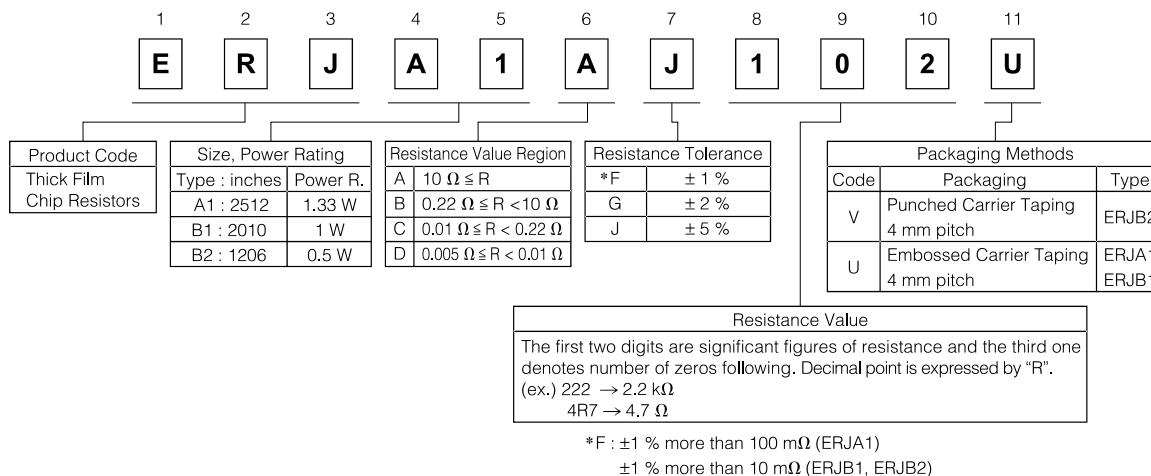 1 2 3 4 5 6 7 8 9 10 11
E R J A 1 A J 1 0 2 U
Product Code
Thick Film
Chip Resistors
Size, Power Rating
Type : inches Power R.
A1 : 2512 1.33 W
B1 : 2010 1 W
B2 : 1206 0.5 W
Resistance Value Region
A 10 Ω ≦ R
B 0.22 Ω ≦ R <10 Ω
C 0.01 Ω ≦ R < 0.22 Ω
D 0.005 Ω ≦ R < 0.01 Ω
Resistance Tolerance
*F ± 1 %
G ± 2 %
J ± 5 %
Packaging Methods
Code Packaging Type
V Punched Carrier Taping
4 mm pitch
ERJB2
U Embossed Carrier Taping ERJA1
4 mm pitch ERJB1
Resistance Value
The first two digits are significant figures of resistance and the third one
denotes number of zeros following. Decimal point is expressed by “R”.
(ex.) 222 → 2.2 kΩ
4R7 → 4.7 Ω
*F : ±1 % more than 100 mΩ (ERJA1)
±1 % more than 10 mΩ (ERJB1, ERJB2)